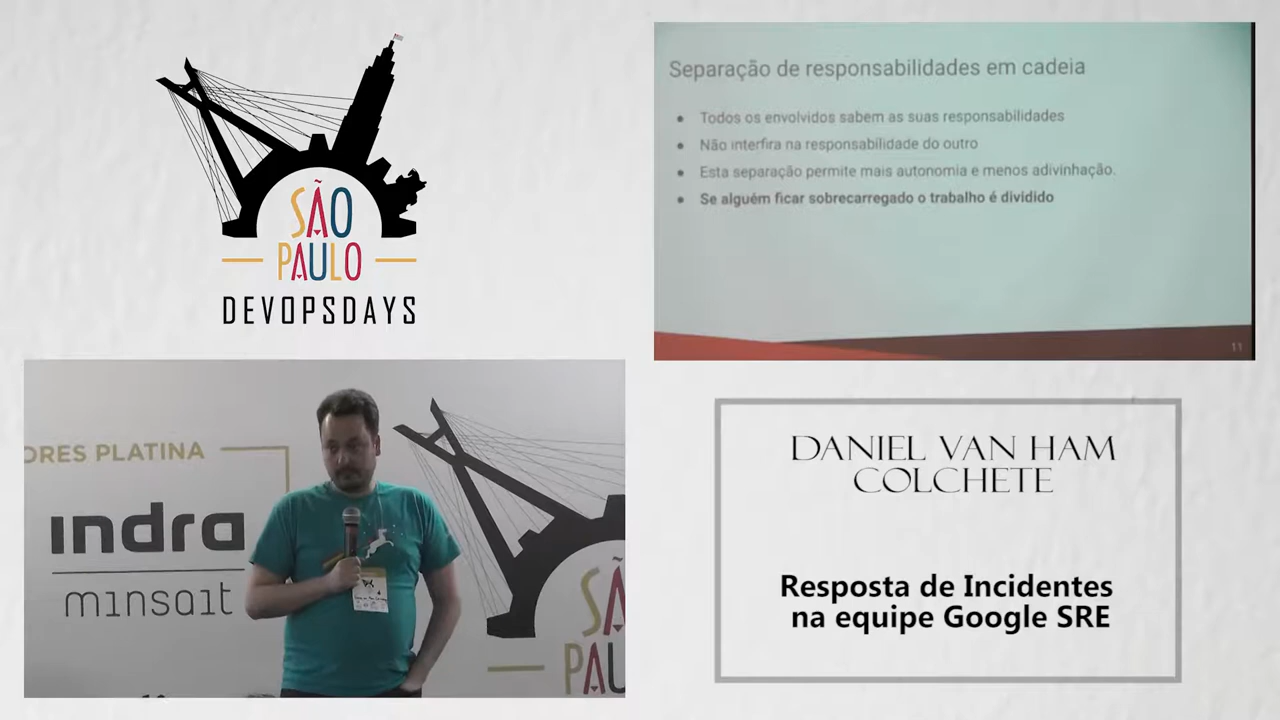 SÃO
PAULO
DEVOPSDAYS
Separação de responsabilidades em cadeia
● Todos os envolvidos sabem as suas responsabilidades
● Não interfira na responsabilidade do outro
● Esta separação permite mais autonomia e menos adivinhação.
● Se alguém ficar sobrecarregado o trabalho é dividido
11
ORES PLATINA
indra
minsait
SÃ
PAU
DANIEL VAN HAM
COLCHETE
Resposta de Incidentes
na equipe Google SRE